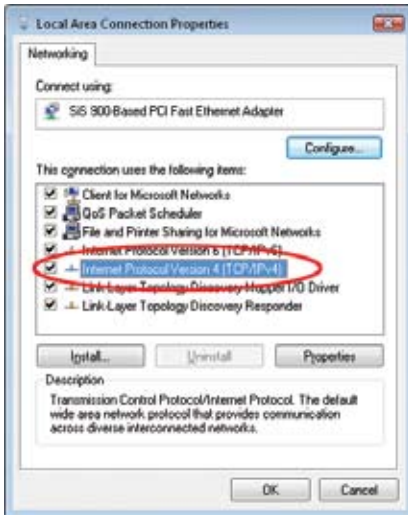 Local Area Connection Properties
Networking
Connect using:
SiS 900-Based PCI Fast Ethernet Adapter
Configure...
This connection uses the following items:
Client for Microsoft Networks
QoS Packet Scheduler
File and Printer Sharing for Microsoft Networks
Internet Protocol Version 6 (TCP/IPv6)
Internet Protocol Version 4 (TCP/IPv4)
Link-Layer Topology Discovery Mapper I/O Driver
Link-Layer Topology Discovery Responder
Install...
Uninstall
Properties
Description
Transmission Control Protocol/Internet Protocol. The default
wide area network protocol that provides communication
across diverse interconnected networks.
OK
Cancel